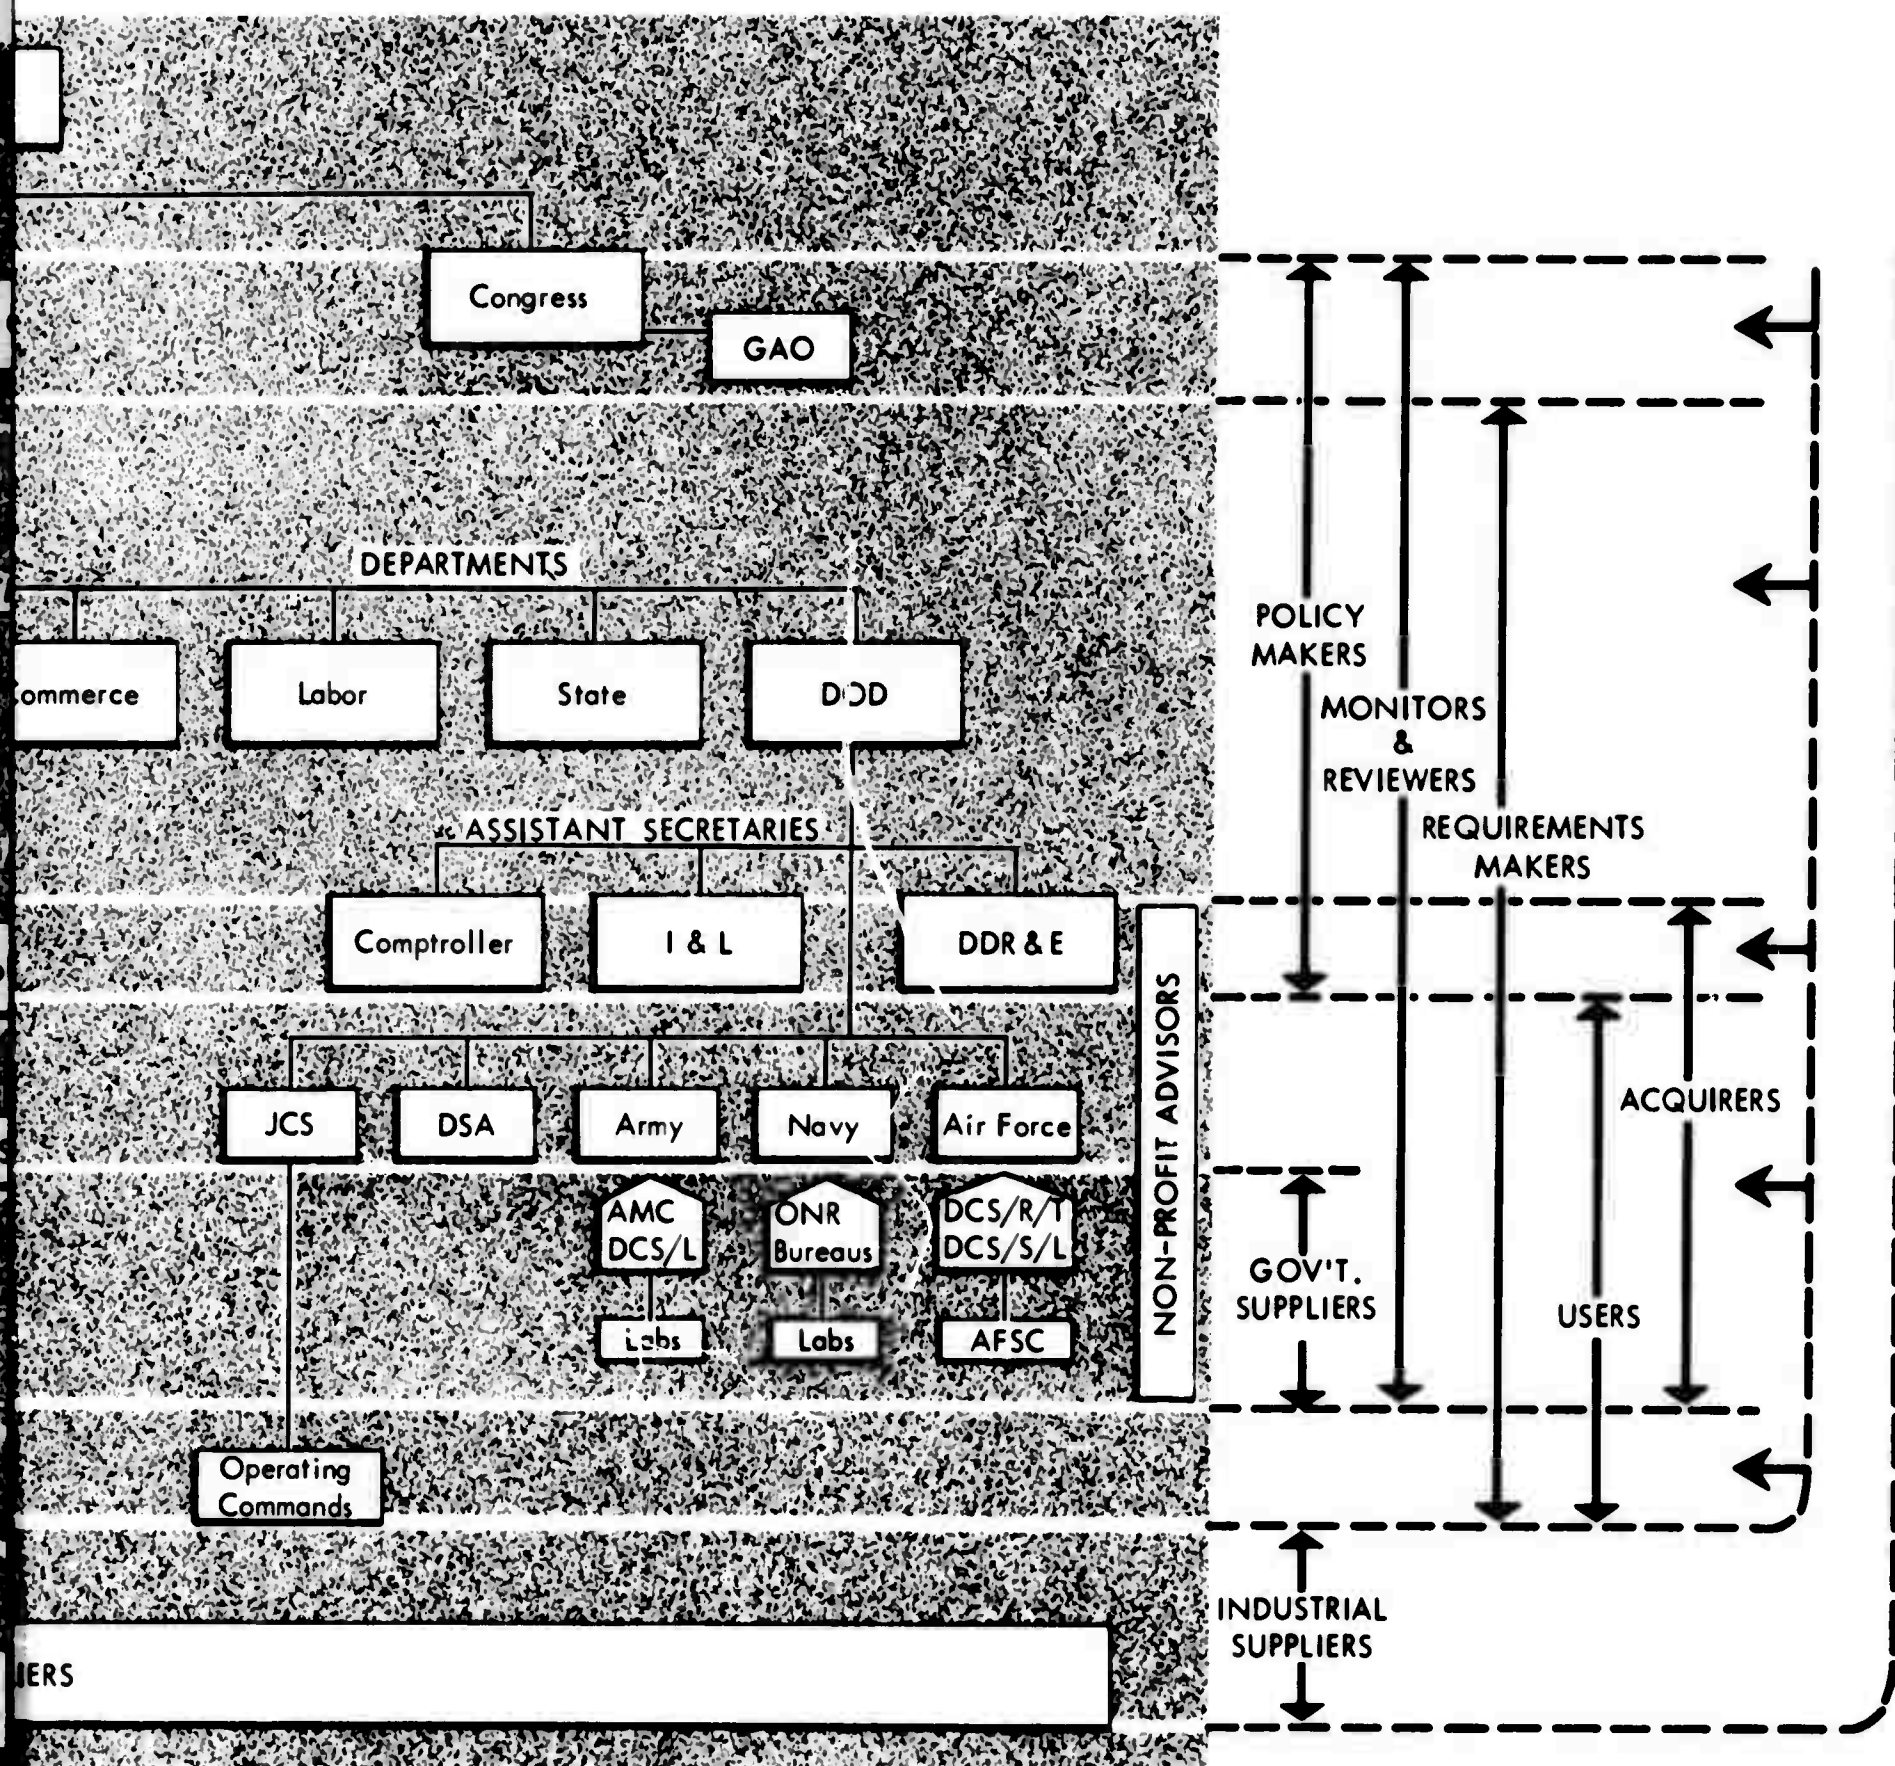 Congress
GAO
DEPARTMENTS
ommerce
Labor
State
DOD
POLICY
MAKERS
MONITORS
&
REVIEWERS
ASSISTANT SECRETARIES
REQUIREMENTS
MAKERS
Comptroller
I & L
DDR & E
NON-PROFIT ADVISORS
JCS
DSA
Army
Navy
Air Force
ACQUIRERS
AMC
DCS/L
ONR
Bureaus
DCS/R/T
DCS/S/L
GOV'T.
SUPPLIERS
USERS
Labs
Labs
AFSC
Operating
Commands
INDUSTRIAL
SUPPLIERS
IERS